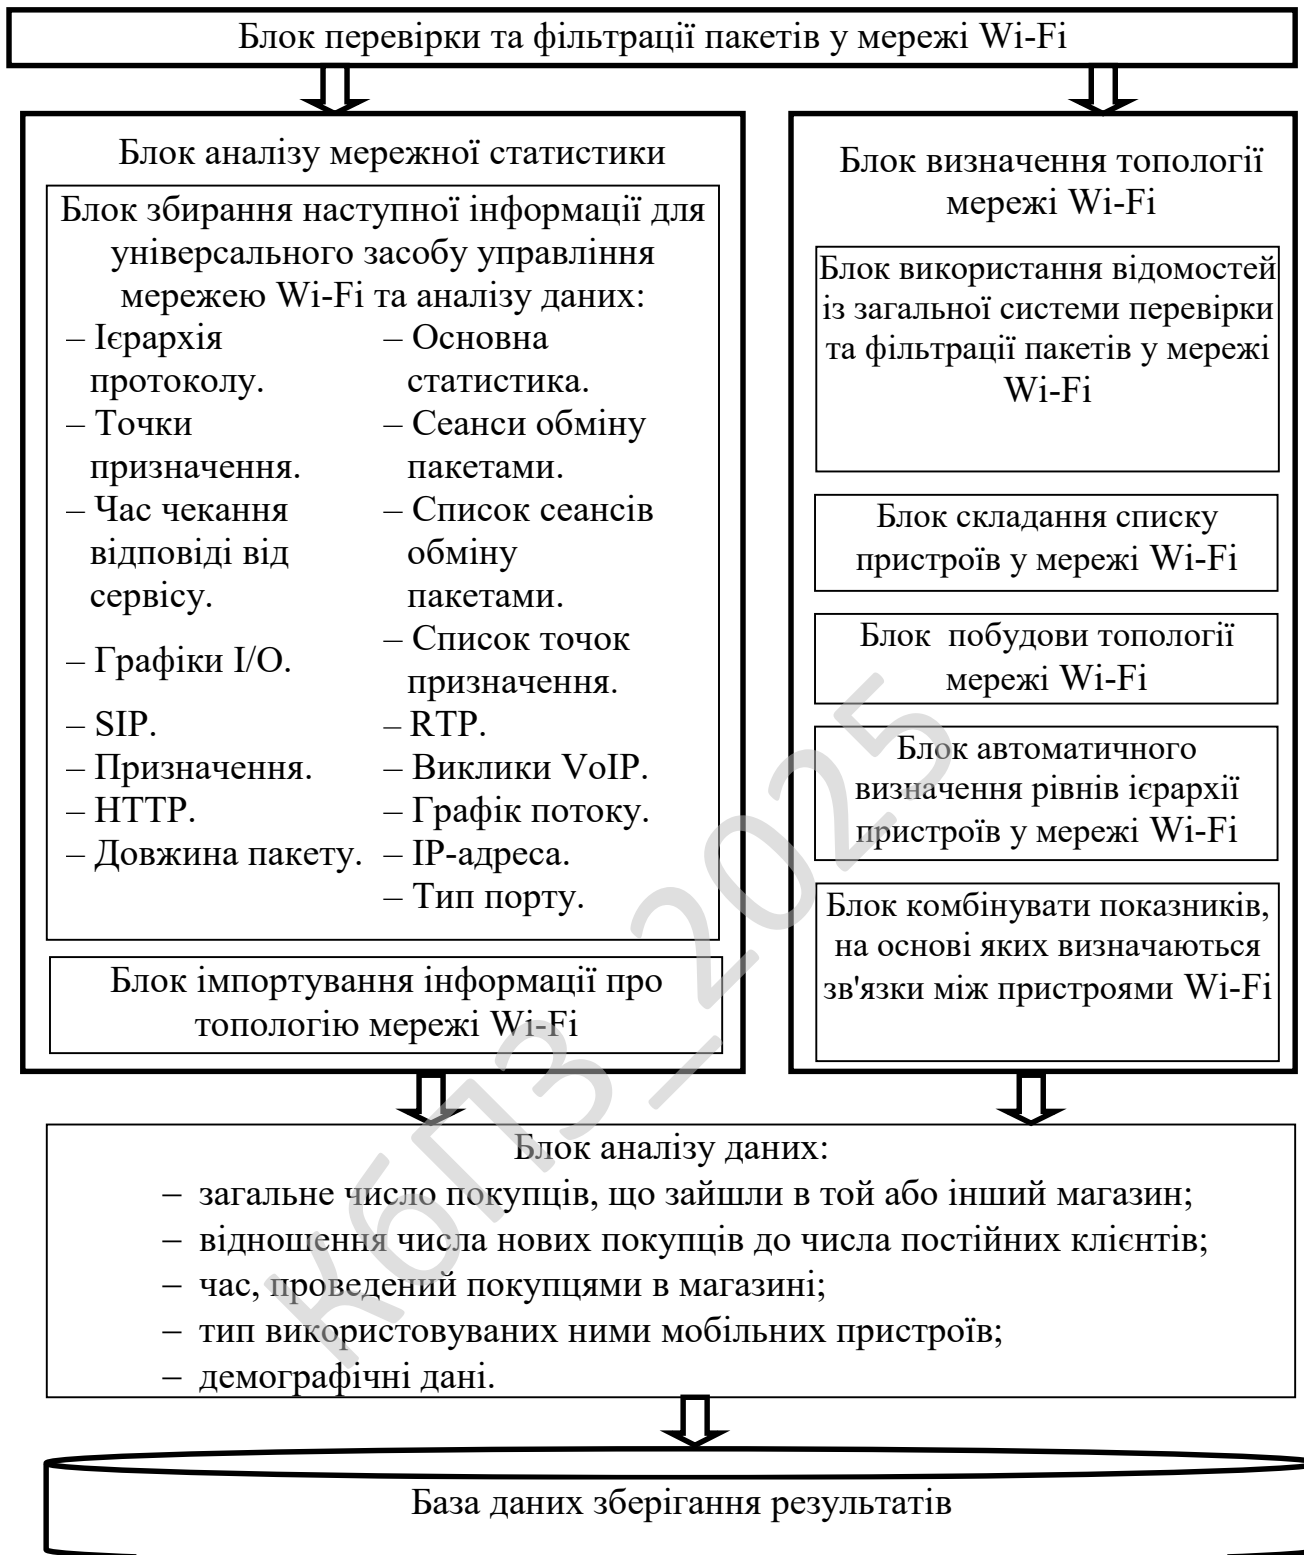 Блок перевірки та фільтрації пакетів у мережі Wi-Fi
Блок аналізу мережної статистики
Блок збирання наступної інформації для
універсального засобу управління
мережею Wi-Fi та аналізу даних:
– Ієрархія
протоколу.
– Точки
призначення.
– Час чекання
відповіді від
сервісу.
– Графіки I/O.
– SIP.
– Призначення.
– HTTP.
– Довжина пакету.
– Основна
статистика.
– Сеанси обміну
пакетами.
– Список сеансів
обміну
пакетами.
– Список точок
призначення.
– RTP.
– Виклики VoIP.
– Графік потоку.
– IP-адреса.
– Тип порту.
Блок імпортування інформації про
топологію мережі Wi-Fi
Блок визначення топології
мережі Wi-Fi
Блок використання відомостей
із загальної системи перевірки
та фільтрації пакетів у мережі
Wi-Fi
Блок складання списку
пристроїв у мережі Wi-Fi
Блок побудови топології
мережі Wi-Fi
Блок автоматичного
визначення рівнів ієрархії
пристроїв у мережі Wi-Fi
Блок комбінувати показників,
на основі яких визначаються
зв'язки між пристроями Wi-Fi
Блок аналізу даних:
– загальне число покупців, що зайшли в той або інший магазин;
– відношення числа нових покупців до числа постійних клієнтів;
– час, проведений покупцями в магазині;
– тип використовуваних ними мобільних пристроїв;
– демографічні дані.
База даних зберігання результатів
КбПЗ_2025